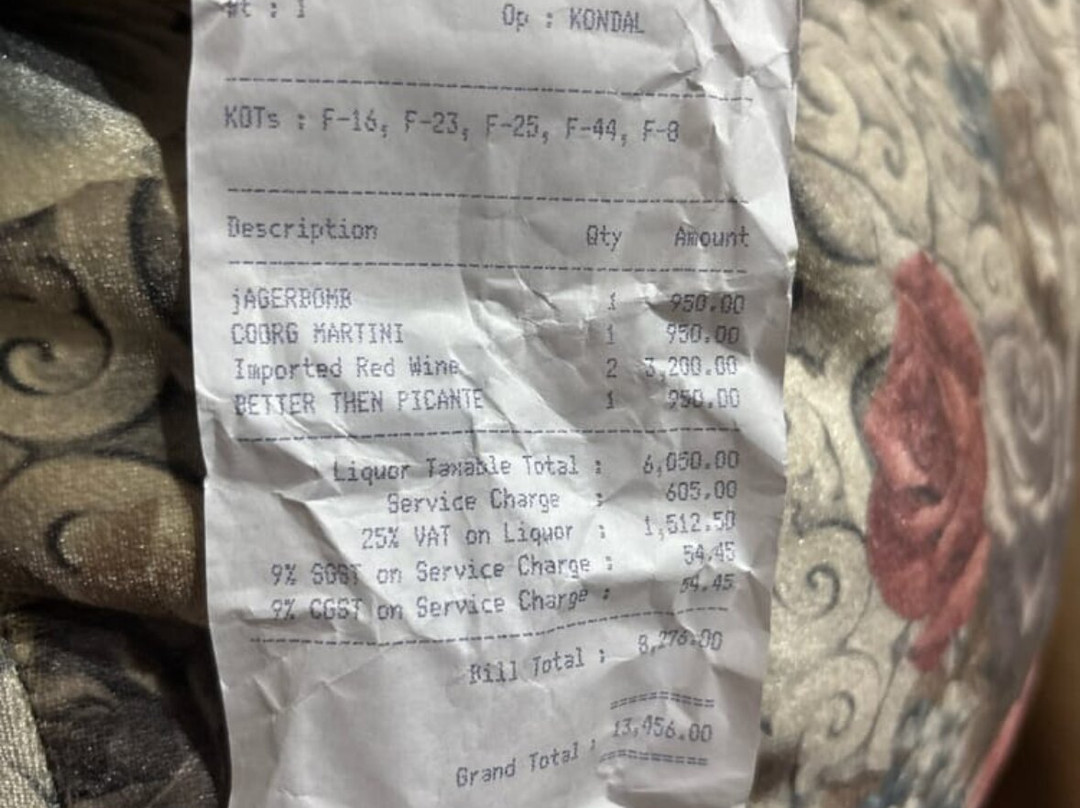 #t : 1 Op : KONDAL
KOTs : F-16, F-23, F-25, F-44, F-8
Description Qty Amount
jAGERBOMB 1 950.00
COORG MARTINI 1 950.00
Imported Red Wine 2 3,200.00
BETTER THEN PICANTE 1 950.00
Liquor Taxable Total : 6,050.00
Service Charge : 605.00
25% VAT on Liquor : 1,512.50
9% SGST on Service Charge : 54.45
9% CGST on Service Charge : 54.45
Bill Total : 8,276.00
Grand Total : 13,456.00